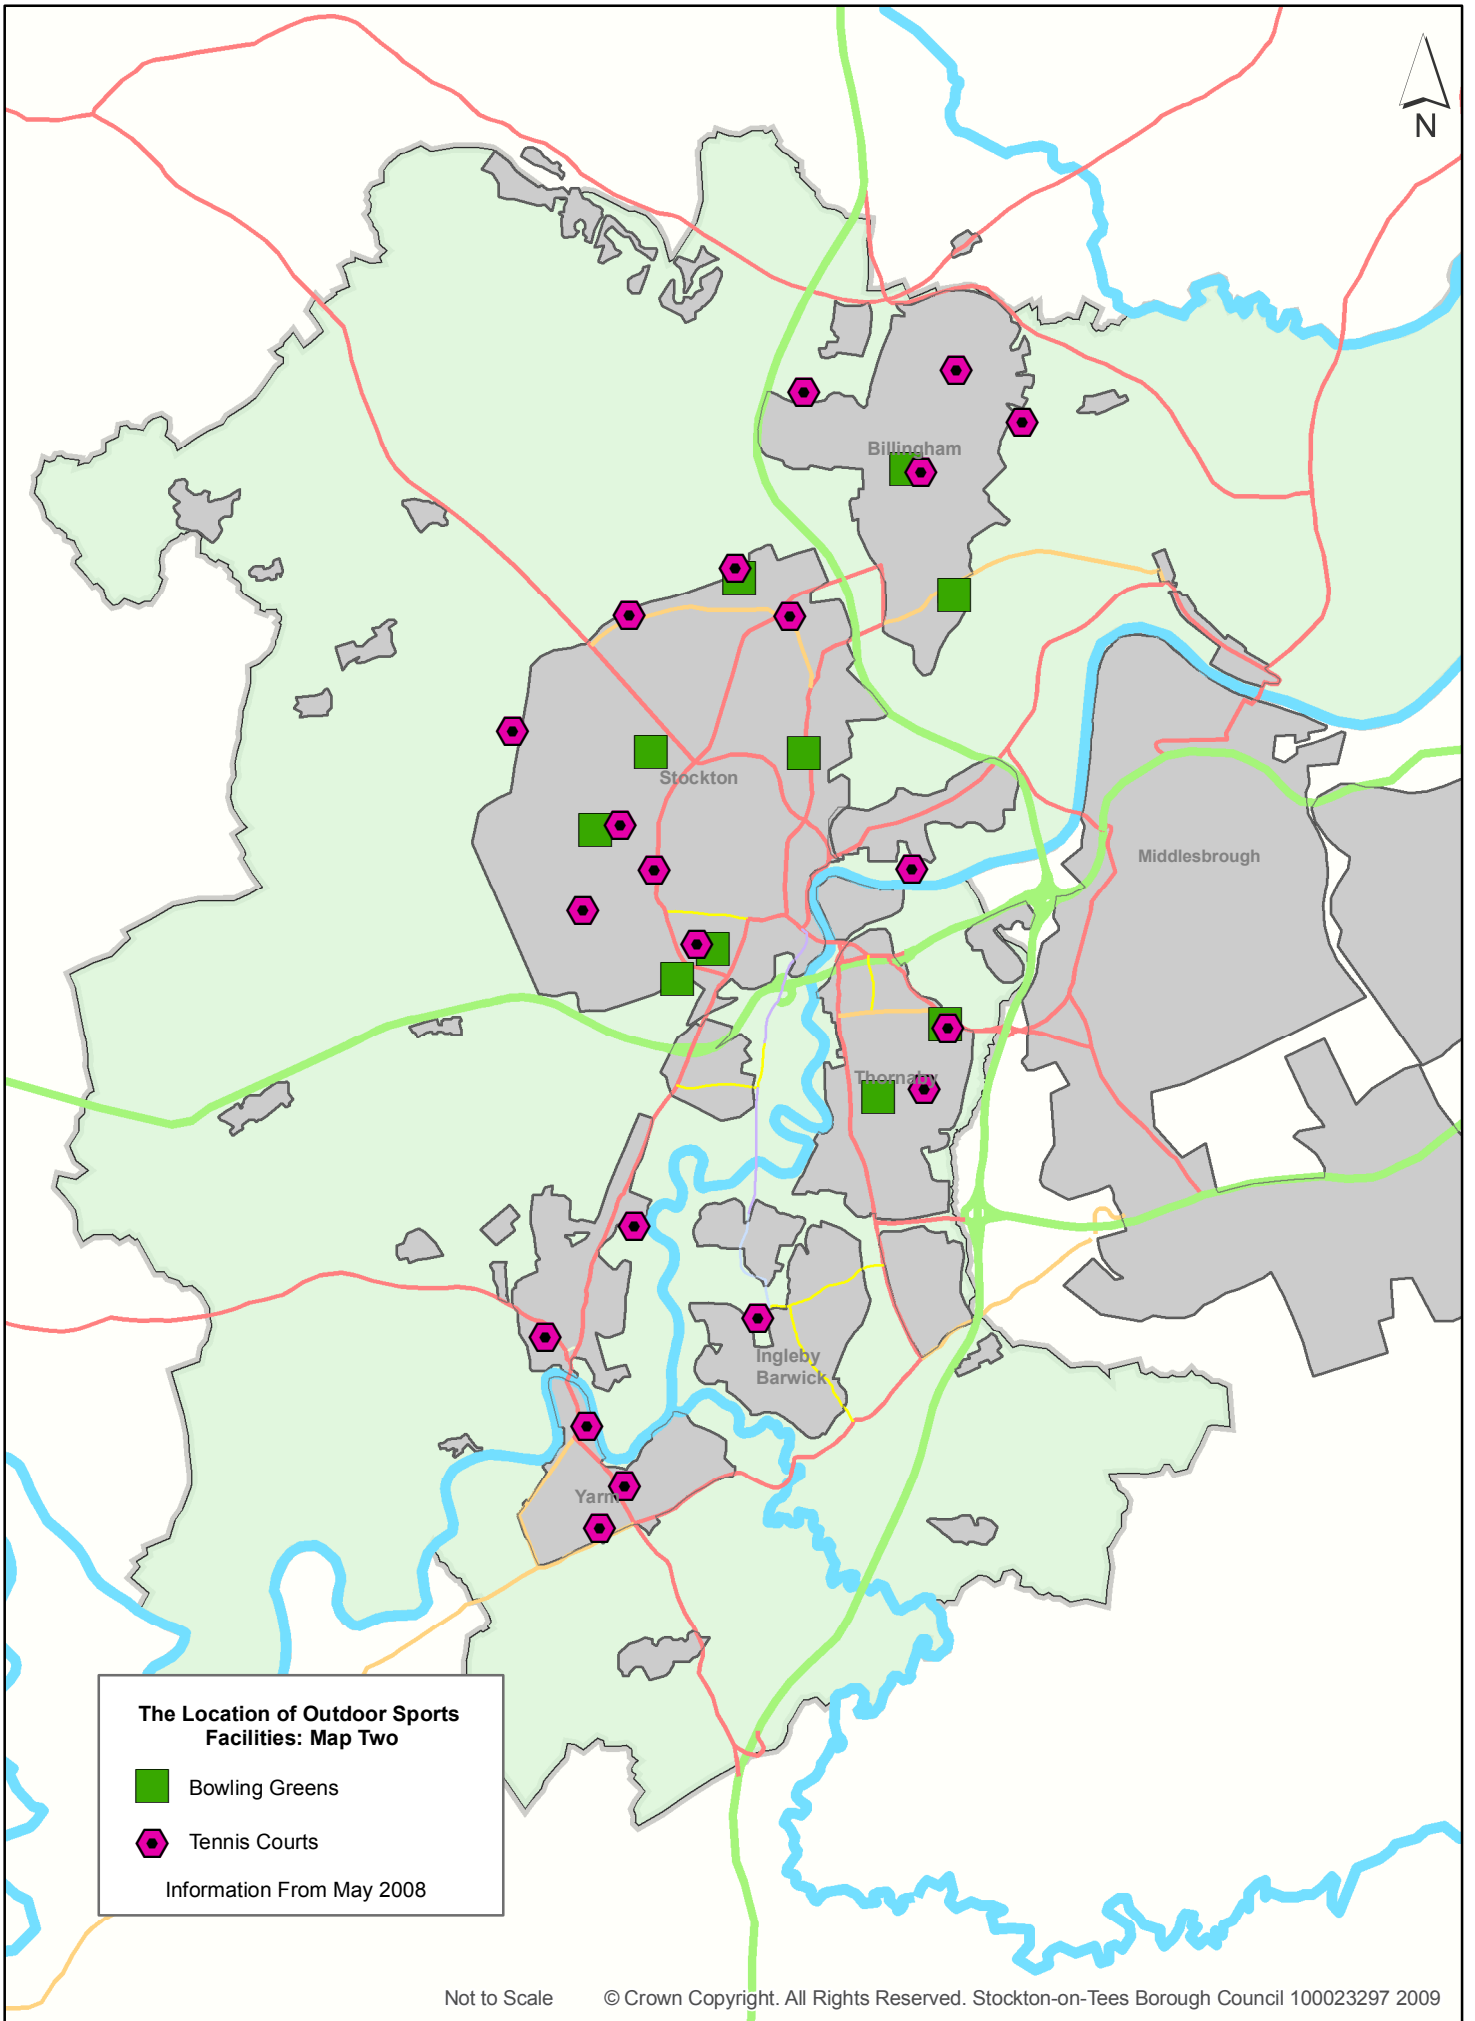 N
Billingham
Stockton
Middlesbrough
Thornaby
Ingleby
Barwick
Yarm
The Location of Outdoor Sports
Facilities: Map Two
Bowling Greens
Tennis Courts
Information From May 2008
Not to Scale
© Crown Copyright. All Rights Reserved. Stockton-on-Tees Borough Council 100023297 2009